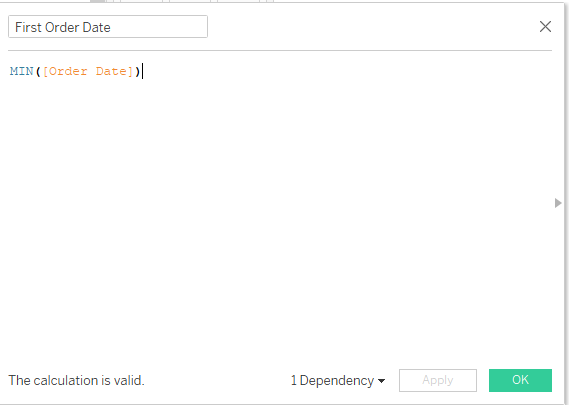 First Order Date
MIN([Order Date])
The calculation is valid. 1 Dependency Apply OK